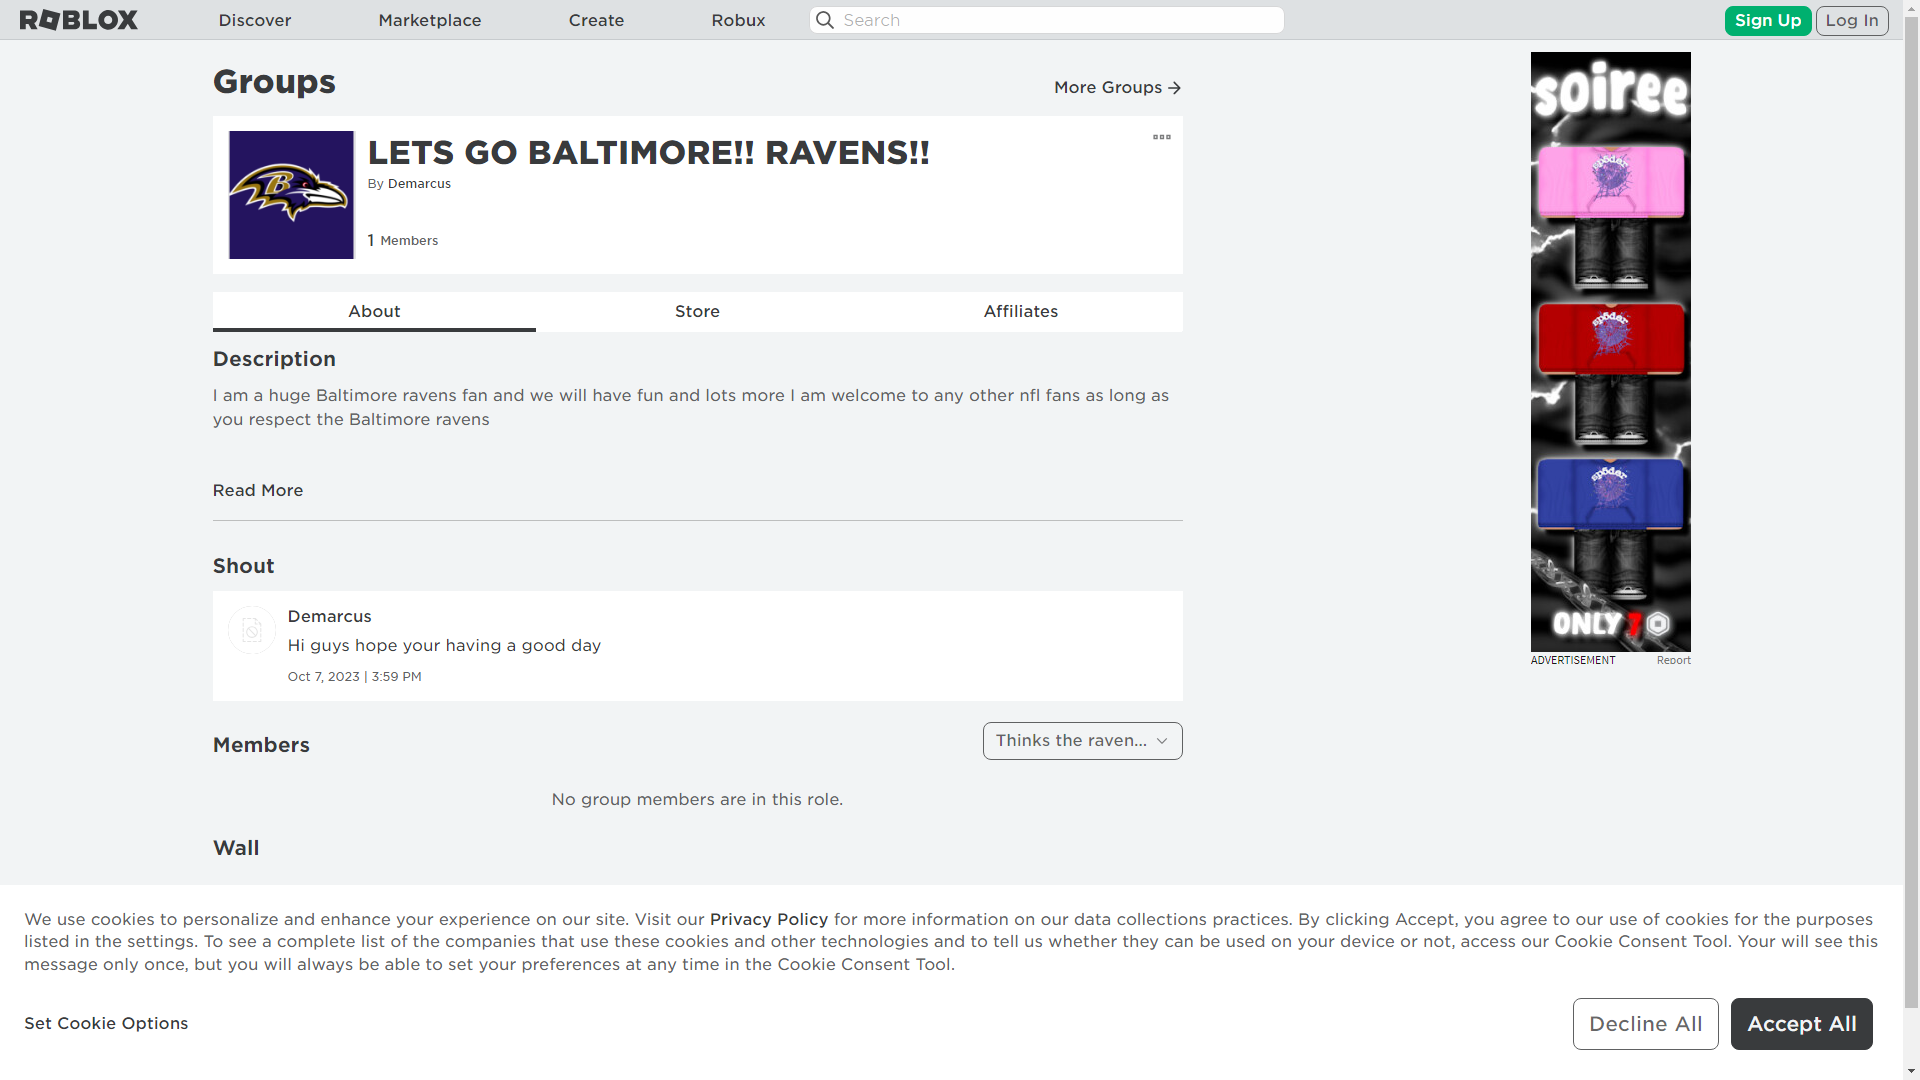 ROBLOX
Discover
Marketplace
Create
Robux
Search
Sign Up
Log In
Groups
More Groups
LETS GO BALTIMORE!! RAVENS!!
By Demarcus
1 Members
B
About
Store
Affiliates
Description
I am a huge Baltimore ravens fan and we will have fun and lots more I am welcome to any other nfl fans as long as
you respect the Baltimore ravens
Read More
Shout
Demarcus
Hi guys hope your having a good day
Oct 7, 2023 | 3:59 PM
Members
Thinks the raven...
No group members are in this role.
Wall
soiree
spöder
spöder
spöder
ONLY 7
ADVERTISEMENT
Report
We use cookies to personalize and enhance your experience on our site. Visit our Privacy Policy for more information on our data collections practices. By clicking Accept, you agree to our use of cookies for the purposes
listed in the settings. To see a complete list of the companies that use these cookies and other technologies and to tell us whether they can be used on your device or not, access our Cookie Consent Tool. Your will see this
message only once, but you will always be able to set your preferences at any time in the Cookie Consent Tool.
Set Cookie Options
Decline All
Accept All